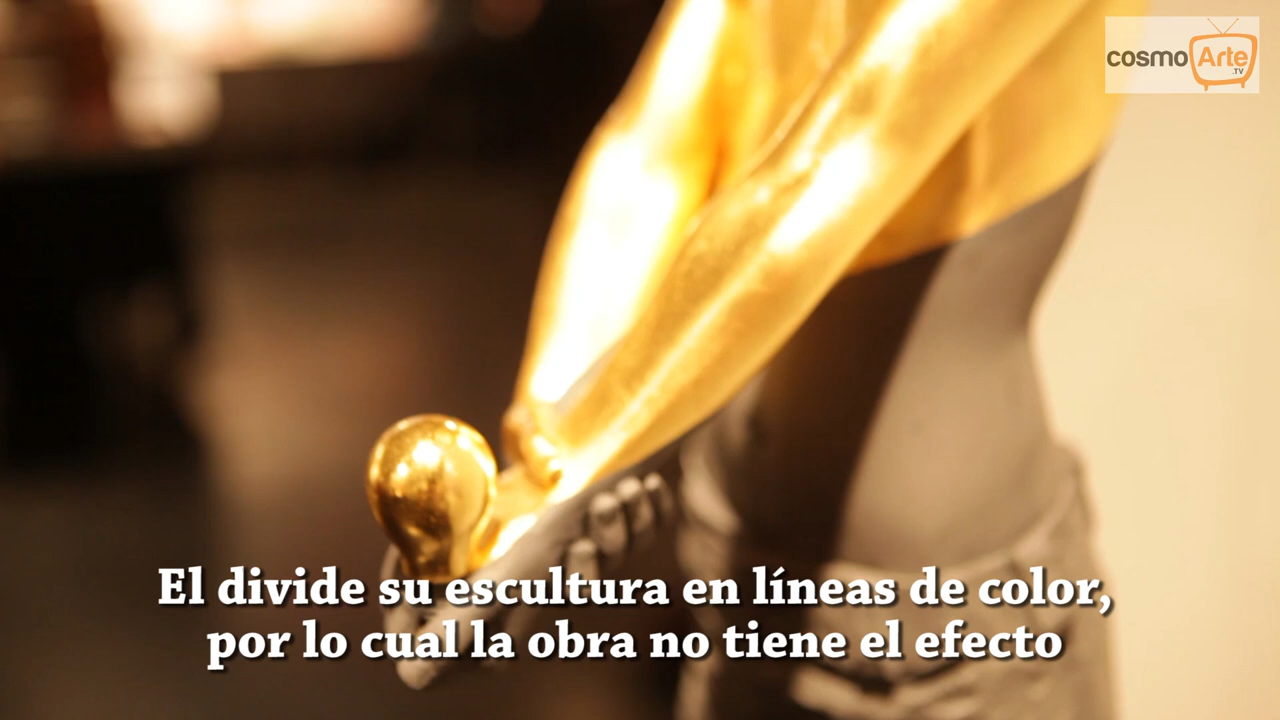 cosmoArte
.TV
El divide su escultura en líneas de color,
por lo cual la obra no tiene el efecto